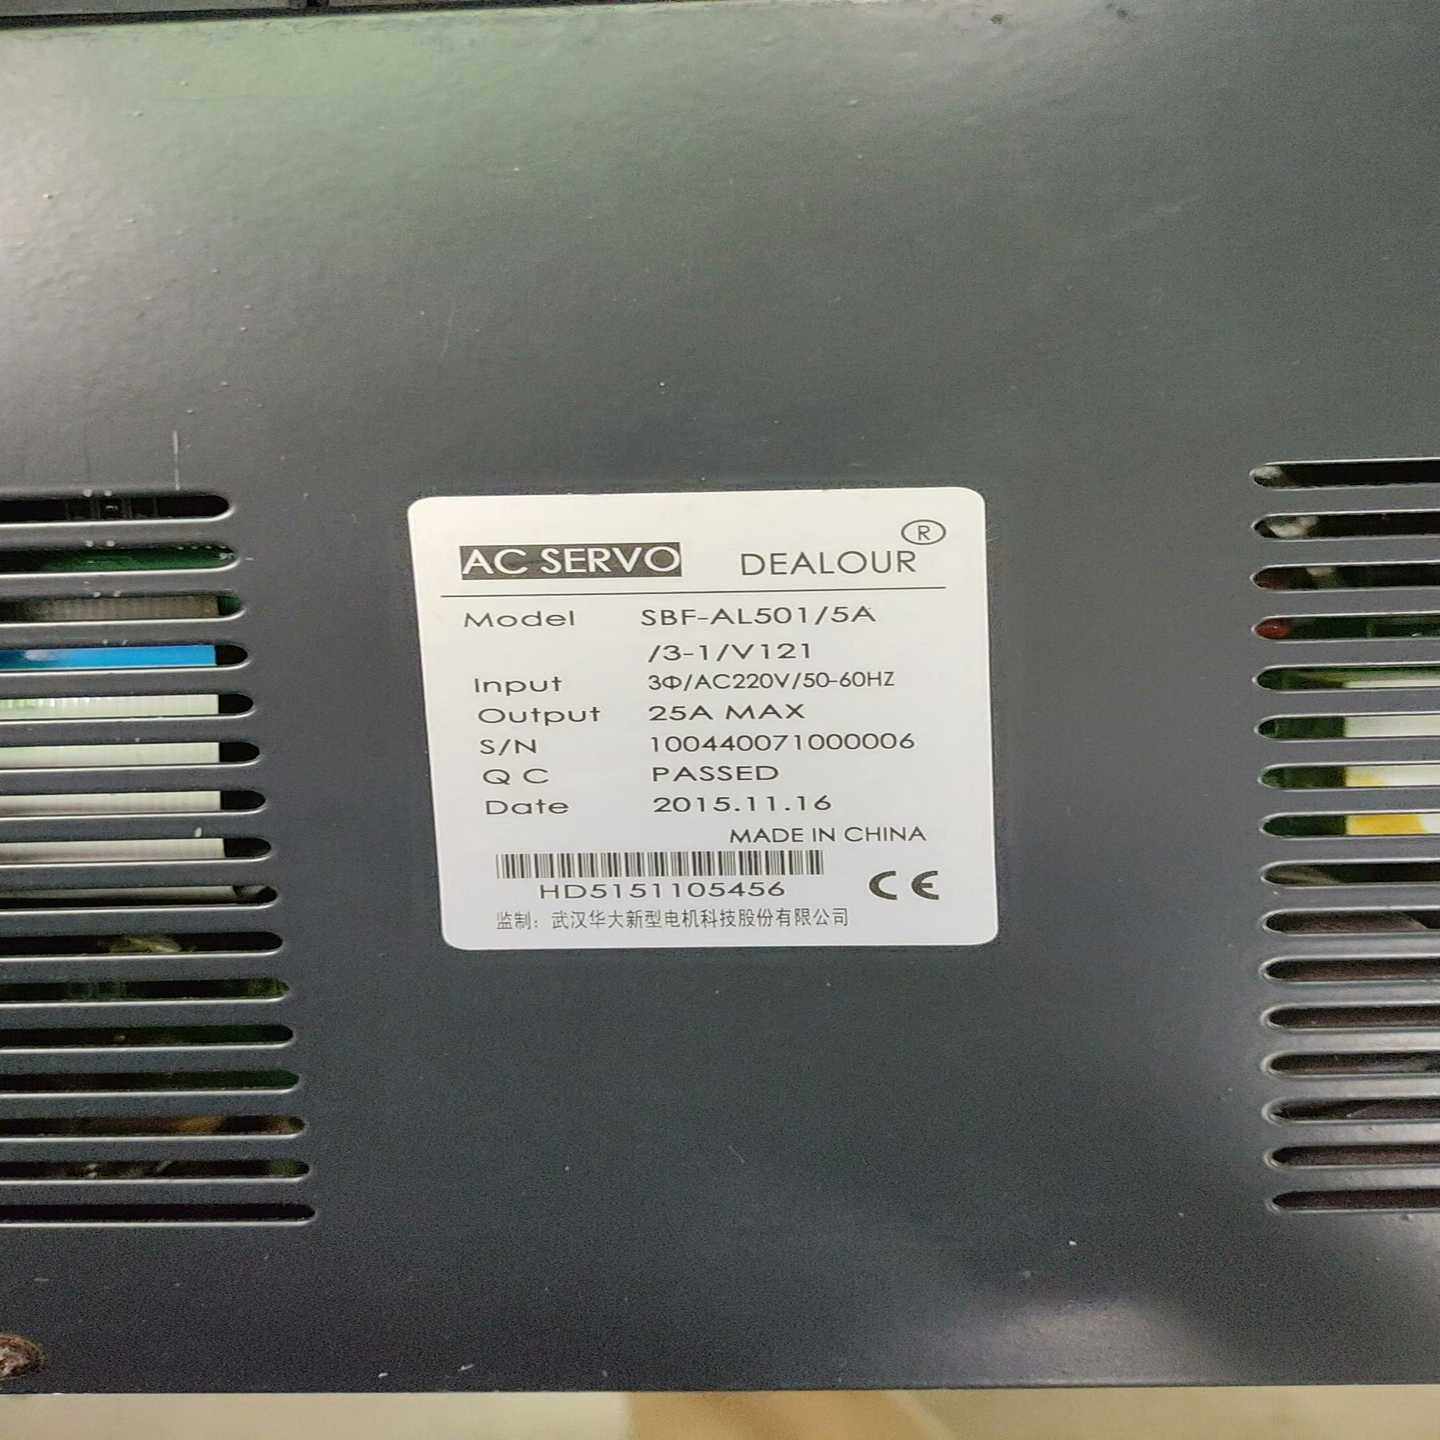 AC SERVO DEALOUR ®
Model SBF-AL501/5A
/3-1/V121
Input 3Φ/AC220V/50-60HZ
Output 25A MAX
S/N 100440071000006
Q C PASSED
Date 2015.11.16
MADE IN CHINA
HD5151105456 CE
监制：武汉华大新型电机科技股份有限公司